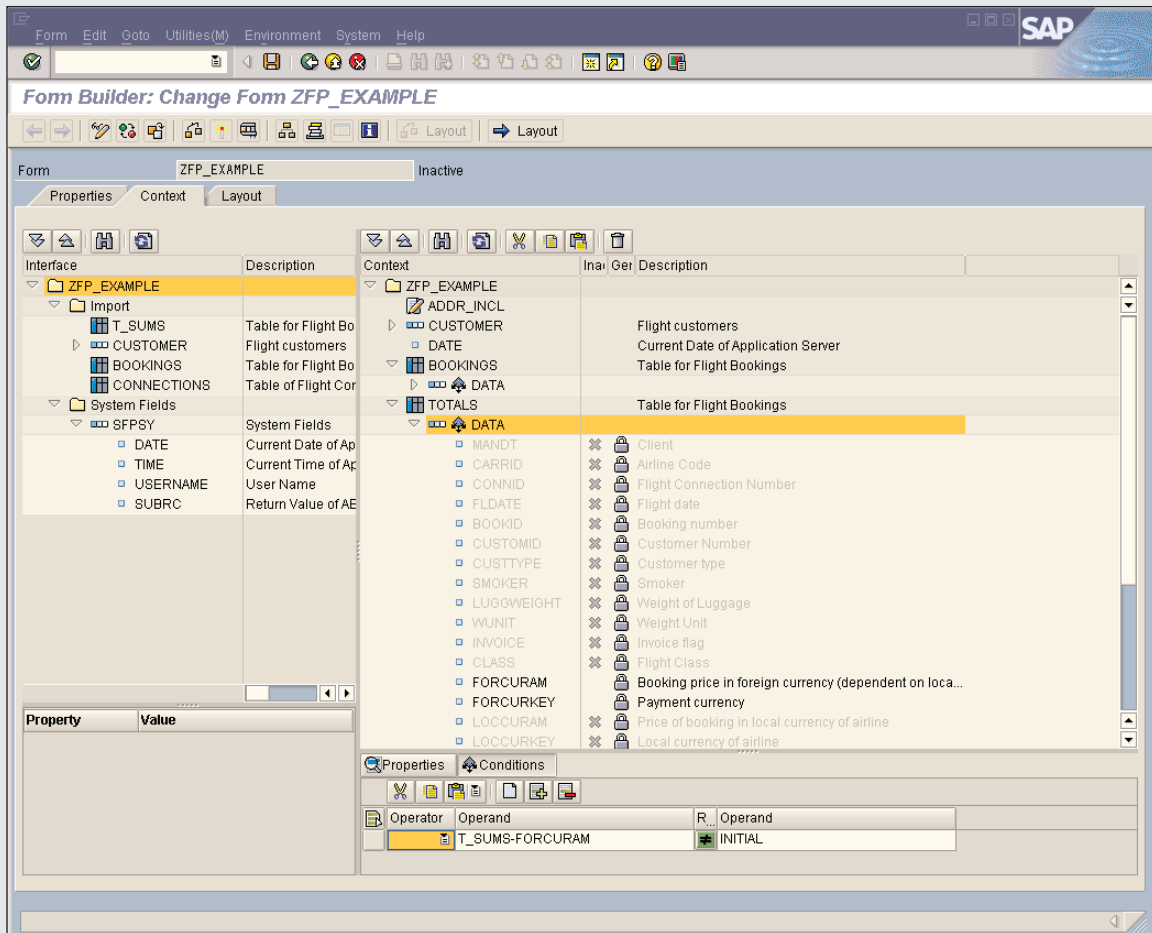 Form Edit Goto Utilities(M) Environment System Help
SAP
Form Builder: Change Form ZFP_EXAMPLE
Layout Layout
Form ZFP_EXAMPLE Inactive
Properties Context Layout
Interface Description Context Ina Ger Description
ZFP_EXAMPLE ZFP_EXAMPLE
Import ADDR_INCL
T_SUMS Table for Flight Bo CUSTOMER Flight customers
CUSTOMER Flight customers DATE Current Date of Application Server
BOOKINGS Table for Flight Bo BOOKINGS Table for Flight Bookings
CONNECTIONS Table of Flight Cor DATA
System Fields TOTALS Table for Flight Bookings
SFPSY System Fields DATA
DATE Current Date of Ap MANDT Client
TIME Current Time of Ap CARRID Airline Code
USERNAME User Name CONNID Flight Connection Number
SUBRC Return Value of AE FLDATE Flight date
BOOKID Booking number
CUSTOMID Customer Number
CUSTTYPE Customer type
SMOKER Smoker
LUGGWEIGHT Weight of Luggage
WUNIT Weight Unit
INVOICE Invoice flag
CLASS Flight Class
FORCURAM Booking price in foreign currency (dependent on loca...
FORCURKEY Payment currency
Property Value LOCCURAM Price of booking in local currency of airline
LOCCURKEY Local currency of airline
Properties Conditions
Operator Operand R... Operand
T_SUMS-FORCURAM ≠ INITIAL